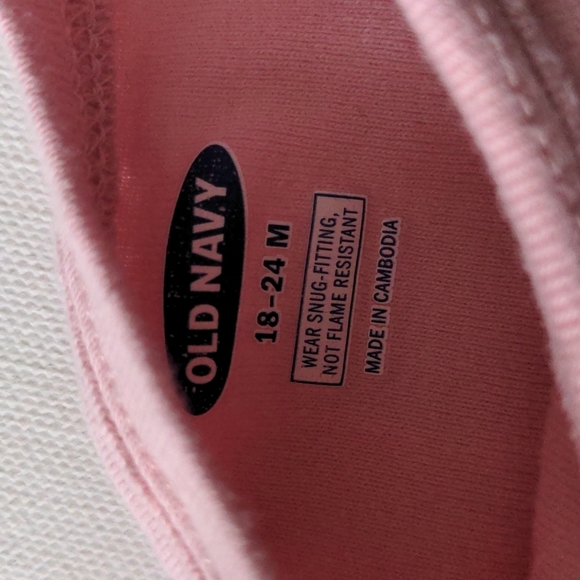 OLD NAVY
18-24 M
WEAR SNUG-FITTING,
NOT FLAME RESISTANT
MADE IN CAMBODIA